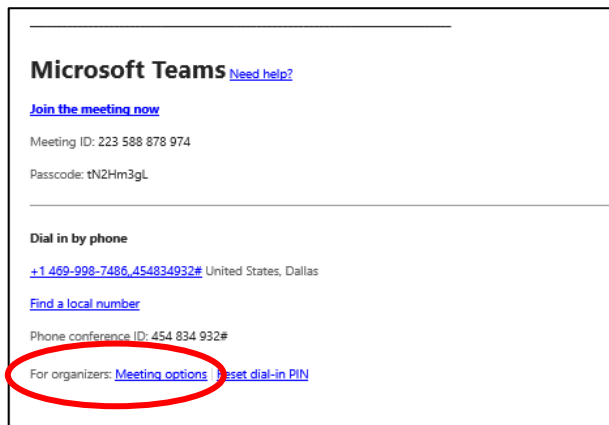 Microsoft Teams Need help?
Join the meeting now
Meeting ID: 223 588 878 974
Passcode: tN2Hm3gL
Dial in by phone
+1 469-998-7486,,454834932# United States, Dallas
Find a local number
Phone conference ID: 454 834 932#
For organizers: Meeting options | Reset dial-in PIN